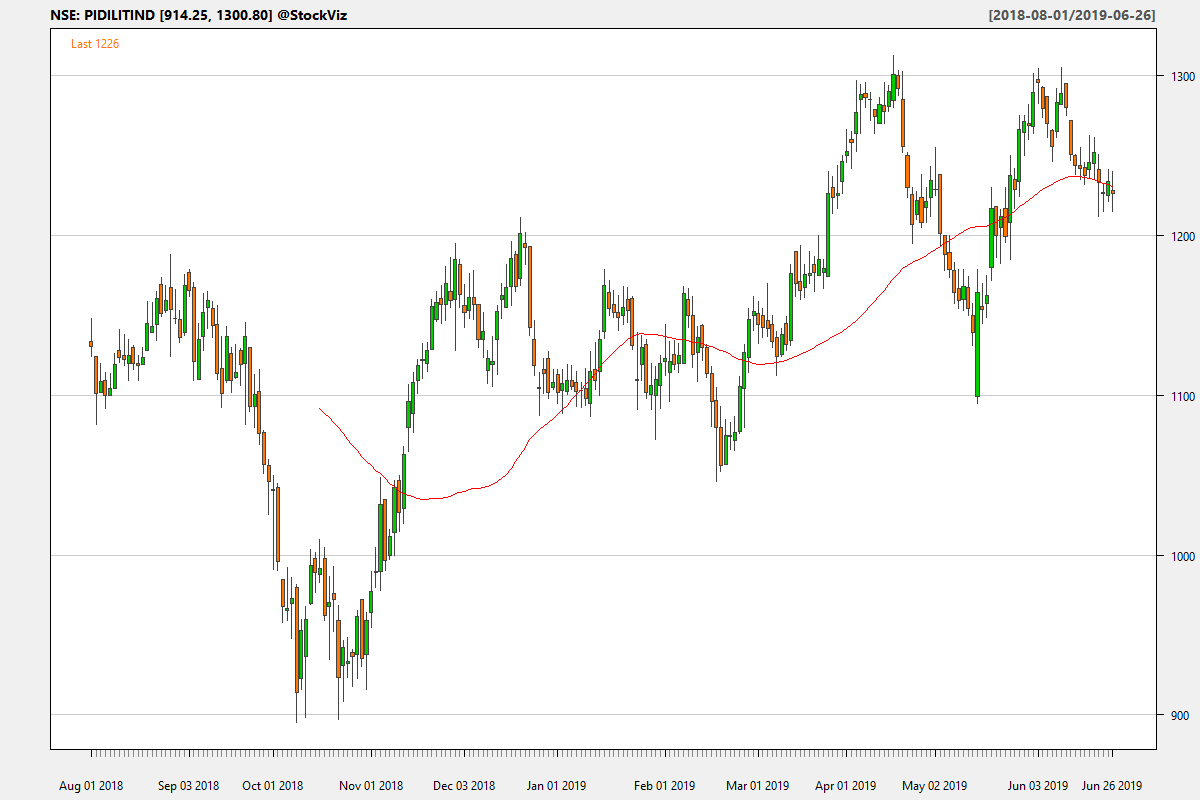 NSE: PIDILITIND [914.25, 1300.80] @StockViz [2018-08-01/2019-06-26]
Last 1226
1300
1200
1100
1000
900
Aug 01 2018 Sep 03 2018 Oct 01 2018 Nov 01 2018 Dec 03 2018 Jan 01 2019 Feb 01 2019 Mar 01 2019 Apr 01 2019 May 02 2019 Jun 03 2019 Jun 26 2019